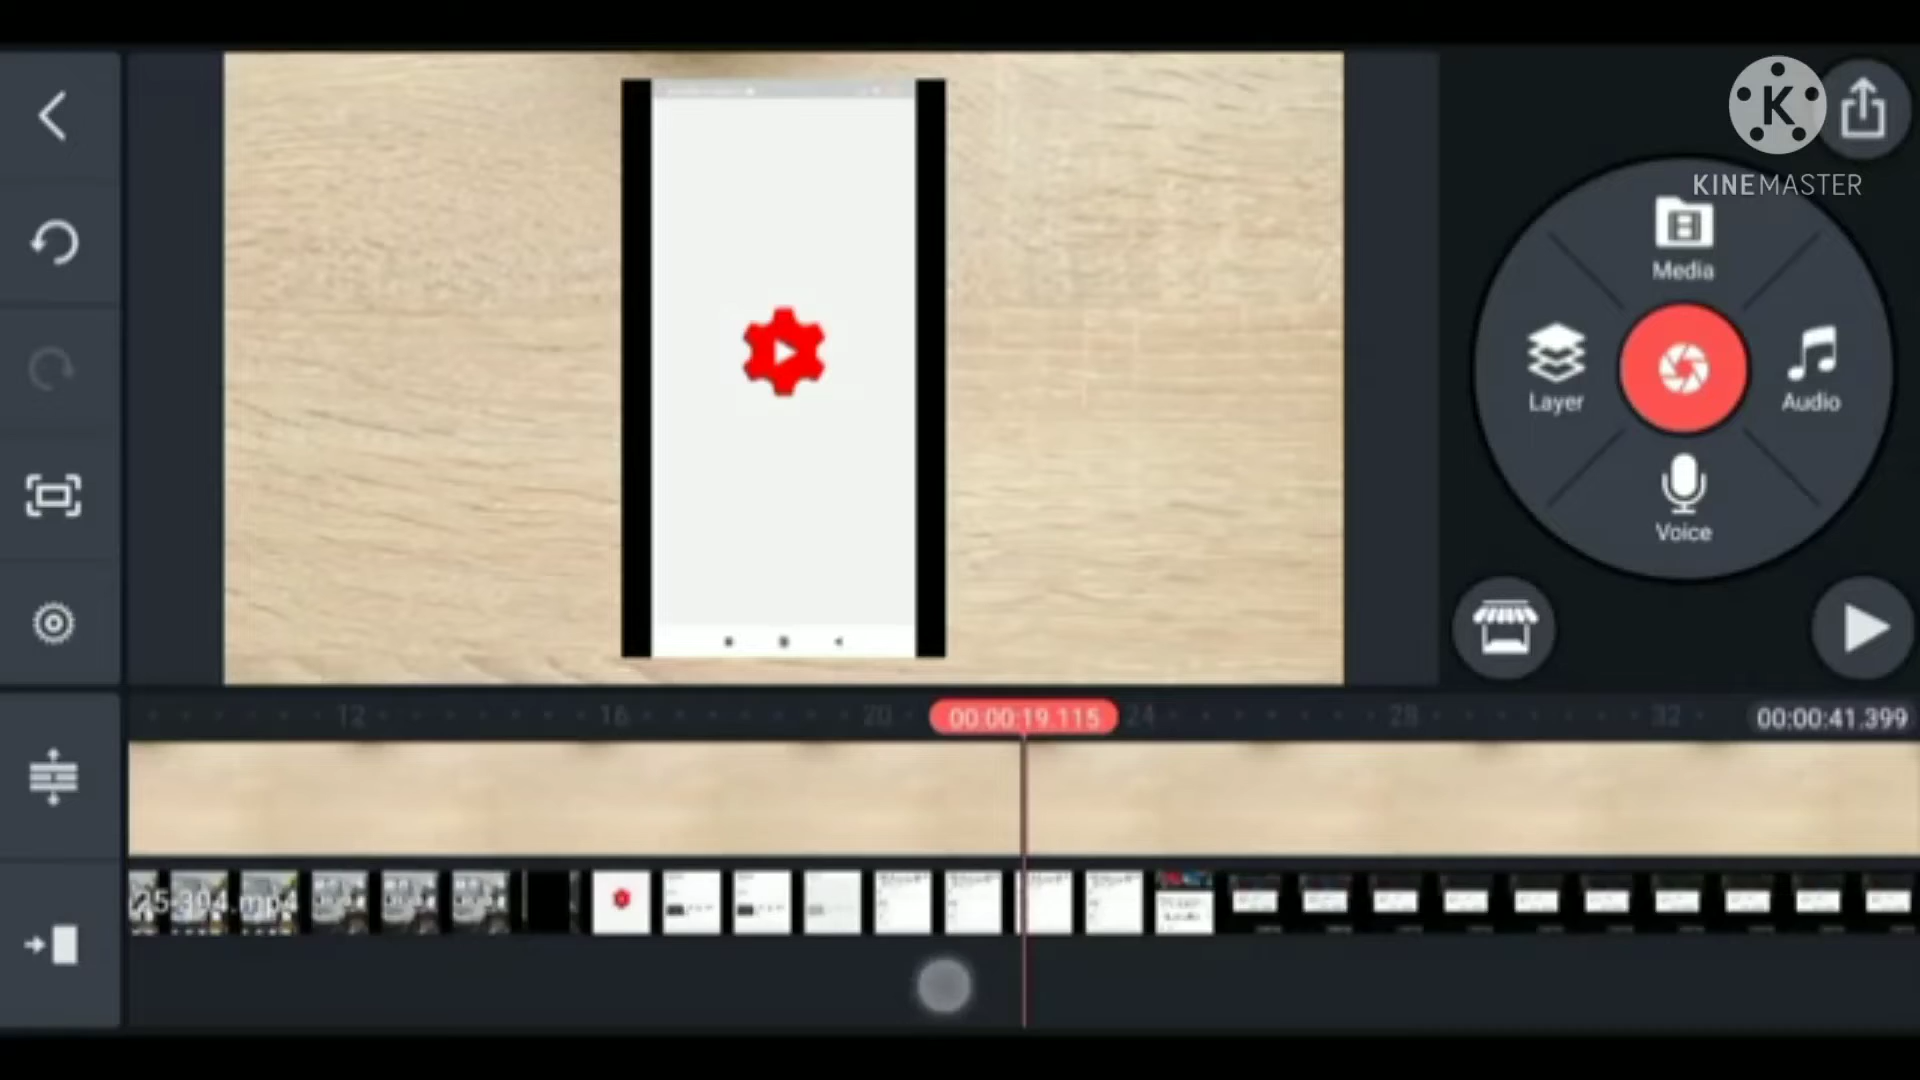 K
KINEMASTER
Media
Layer
Audio
Voice
12
16
20
00:00:19.115
24
28
32
00:00:41.399
25-394.mp4